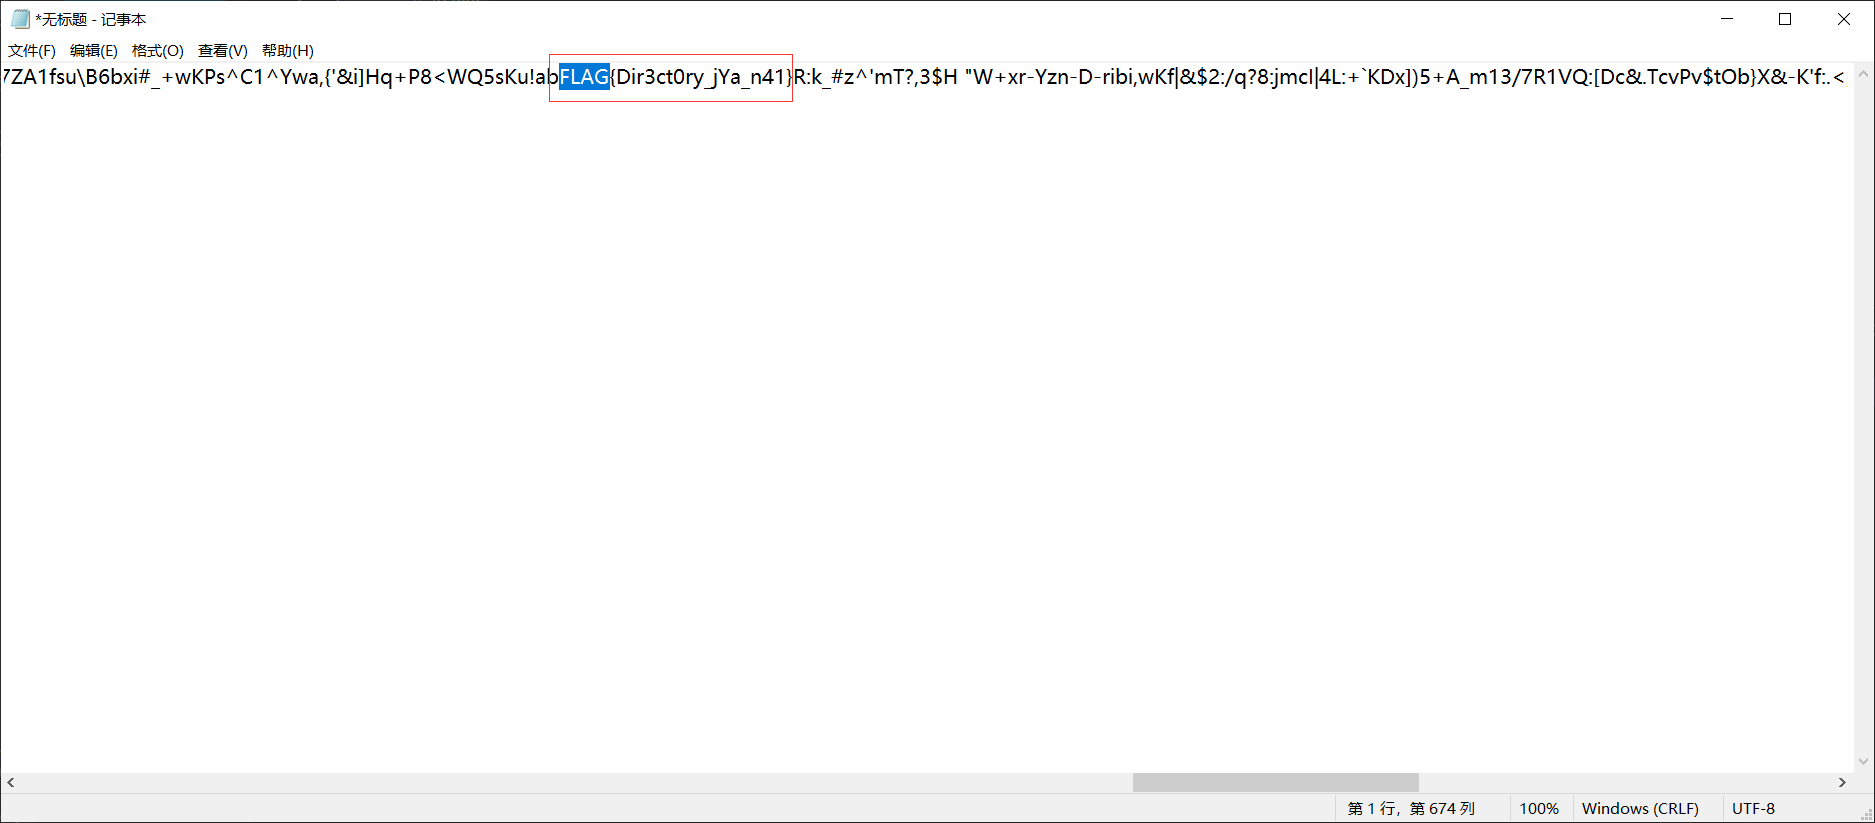 *无标题 - 记事本
文件(F) 编辑(E) 格式(O) 查看(V) 帮助(H)
7ZA1fsu\B6bxi#_+wKPs^C1^Ywa,{'&i]Hq+P8<WQ5sKu!abFLAG{Dir3ct0ry_jYa_n41}R:k_#z^'mT?,3$H "W+xr-Yzn-D-ribi,wKf|&$2:/q?8:jmcI|4L:+`KDx])5+A_m13/7R1VQ:[Dc&.TcvPv$tOb}X&-K'f:.<
第 1 行，第 674 列 100% Windows (CRLF) UTF-8